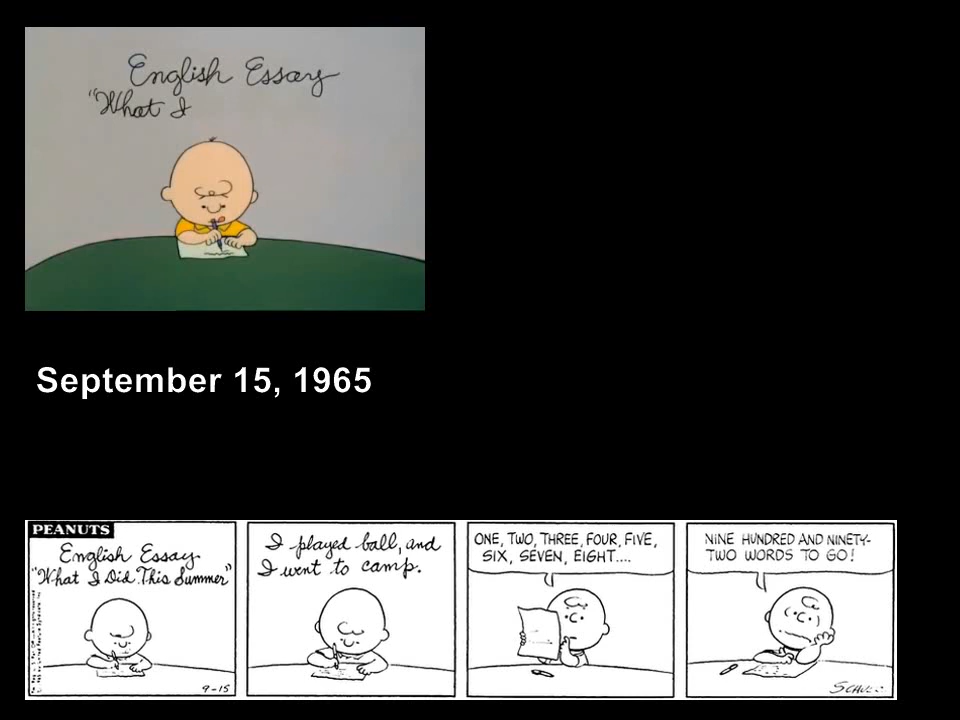 English Essay
"What I
September 15, 1965
PEANUTS
English Essay
"What I Did This Summer"
9-15
I played ball, and
I went to camp.
ONE, TWO, THREE, FOUR, FIVE,
SIX, SEVEN, EIGHT....
NINE HUNDRED AND NINETY-
TWO WORDS TO GO!
SCHULZ